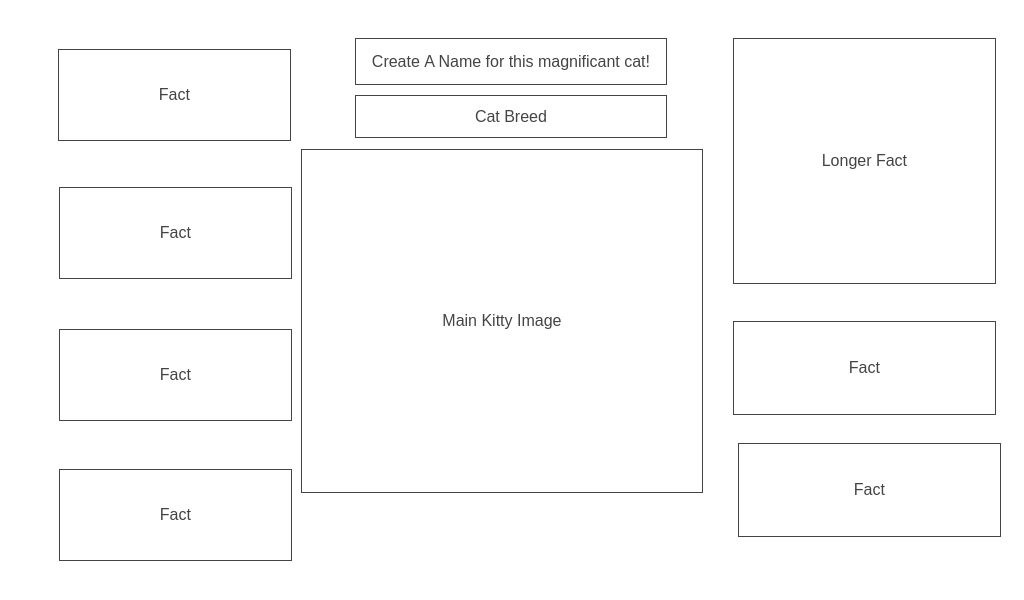 Create A Name for this magnificant cat!
Cat Breed
Fact
Fact
Fact
Fact
Main Kitty Image
Longer Fact
Fact
Fact